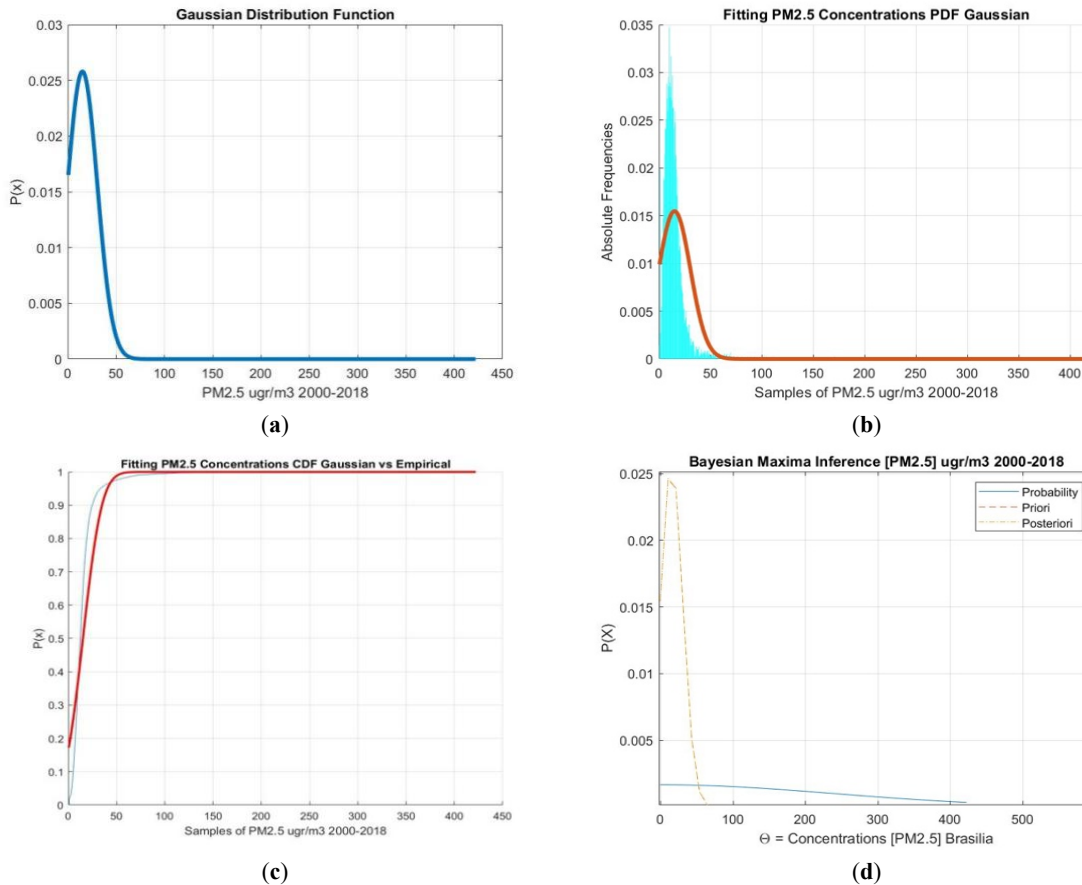 Gaussian Distribution Function
0.03
0.025
0.02
0.015
0.01
0.005
0
P(x)
0 50 100 150 200 250 300 350 400 450
PM2.5 ugr/m3 2000-2018
(a)
Fitting PM2.5 Concentrations PDF Gaussian
0.035
0.03
0.025
0.02
0.015
0.01
0.005
0
Absolute Frequencies
0 50 100 150 200 250 300 350 400
Samples of PM2.5 ugr/m3 2000-2018
(b)
Fitting PM2.5 Concentrations CDF Gaussian vs Empirical
1
0.9
0.8
0.7
0.6
0.5
0.4
0.3
0.2
0.1
0
P(x)
0 50 100 150 200 250 300 350 400 450
Samples of PM2.5 ugr/m3 2000-2018
(c)
Bayesian Maxima Inference [PM2.5] ugr/m3 2000-2018
0.025
0.02
0.015
0.01
0.005
P(X)
Probability
Priori
Posteriori
0 100 200 300 400 500
Θ = Concentrations [PM2.5] Brasilia
(d)